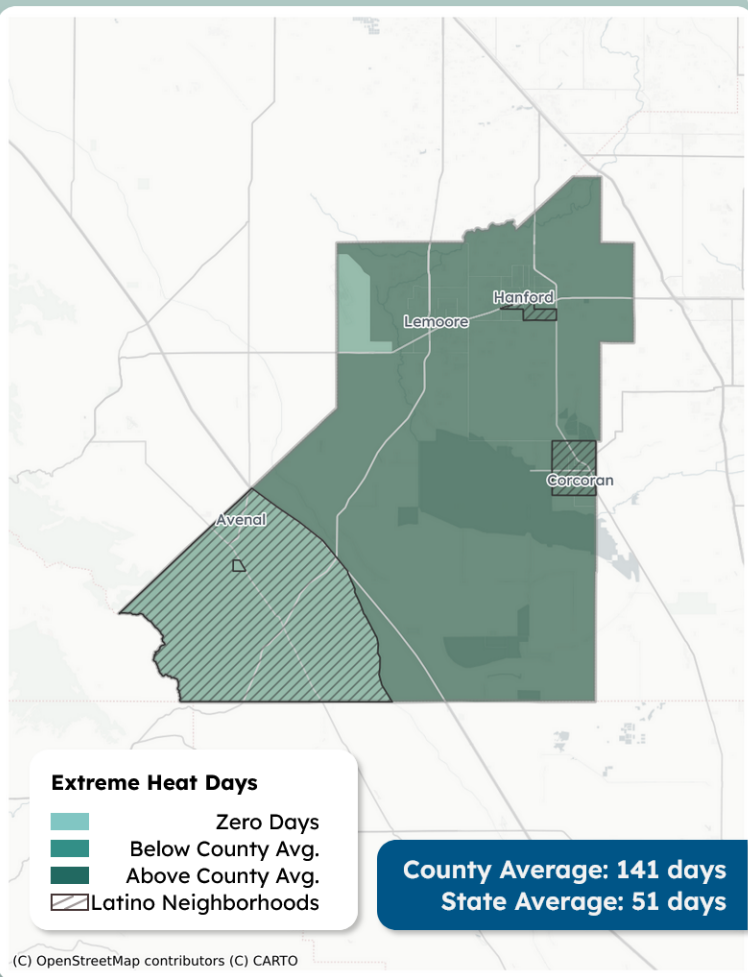 Hanford
Lemoore
Corcoran
Avenal
Extreme Heat Days
Zero Days
Below County Avg.
Above County Avg.
Latino Neighborhoods
County Average: 141 days
State Average: 51 days
(C) OpenStreetMap contributors (C) CARTO